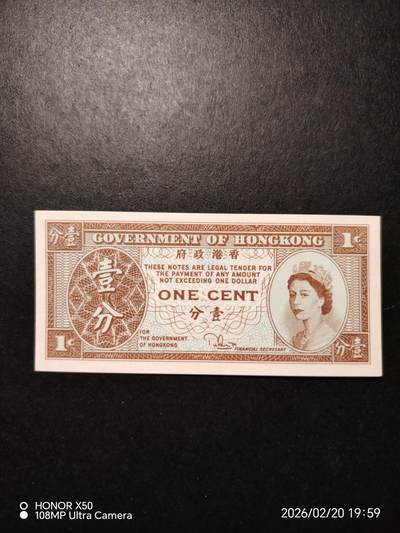 分壹
GOVERNMENT OF HONGKONG
1¢
府政港香
THESE NOTES ARE LEGAL TENDER FOR
THE PAYMENT OF ANY AMOUNT
NOT EXCEEDING ONE DOLLAR
壹
分
ONE CENT
分壹
FOR
THE GOVERNMENT
OF HONGKONG
FINANCIAL SECRETARY
1¢
分壹
HONOR X50
108MP Ultra Camera
2026/02/20 19:59